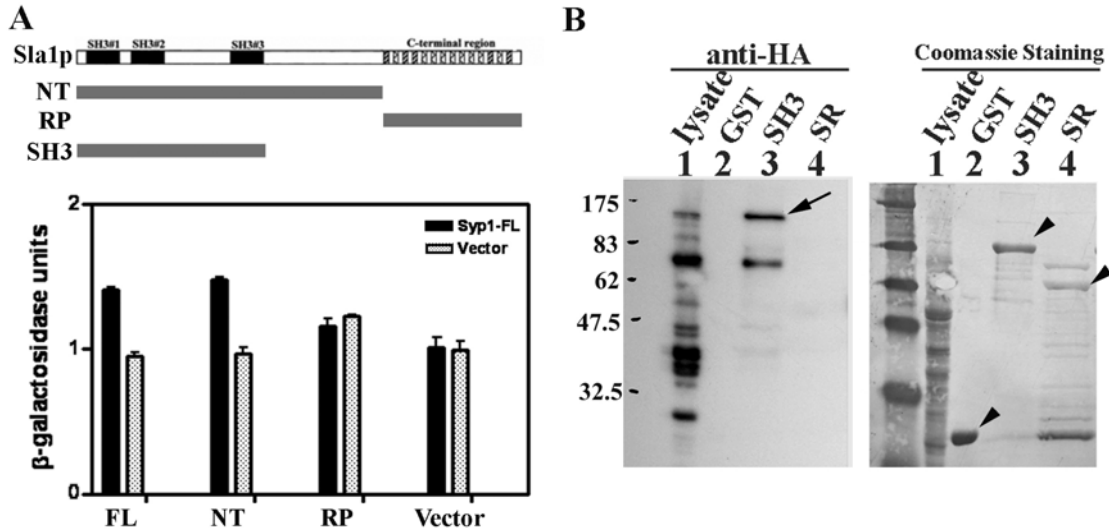 A
SH3#1 SH3#2 SH3#3 C-terminal region
Sla1p
NT
RP
SH3
β-galactosidase units
2
1
0
Syp1-FL
Vector
FL NT RP Vector
B
anti-HA
lysate GST SH3 SR
1 2 3 4
175
83
62
47.5
32.5
Coomassie Staining
lysate GST SH3 SR
1 2 3 4